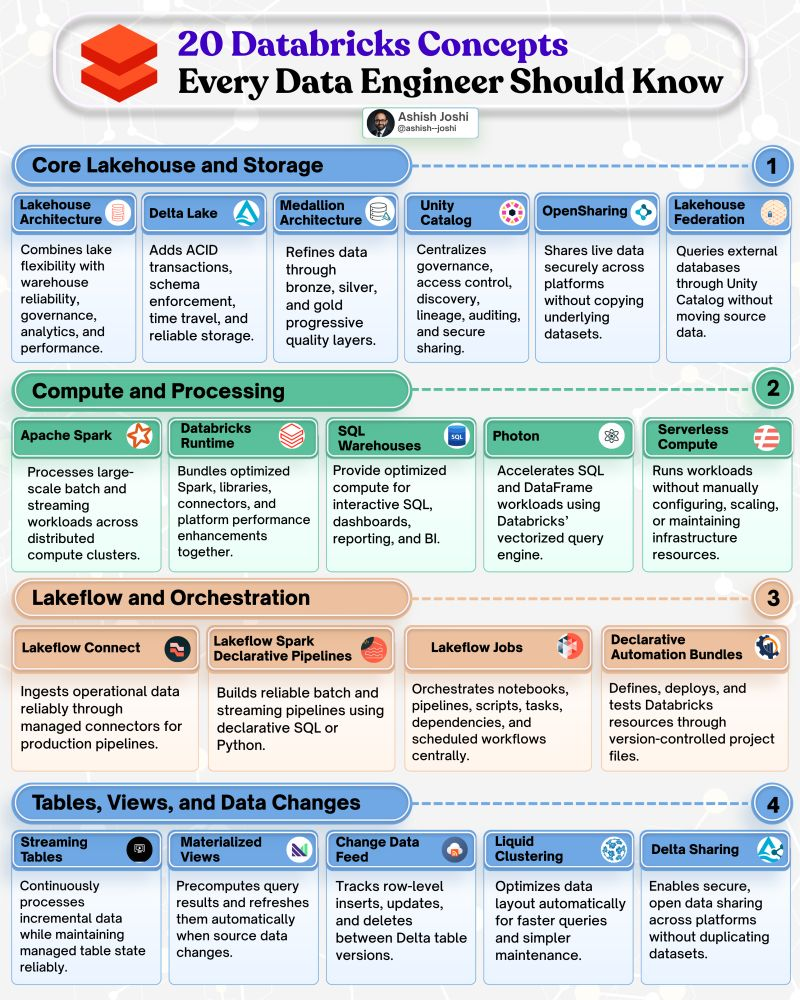 20 Databricks Concepts
Every Data Engineer Should Know
Ashish Joshi
@ashish--joshi
Core Lakehouse and Storage
1
Lakehouse
Architecture
Combines lake
flexibility with
warehouse
reliability,
governance,
analytics, and
performance.
Delta Lake
Adds ACID
transactions,
schema
enforcement,
time travel, and
reliable storage.
Medallion
Architecture
Refines data
through
bronze, silver,
and gold
progressive
quality layers.
Unity
Catalog
Centralizes
governance,
access control,
discovery,
lineage, auditing,
and secure
sharing.
OpenSharing
Shares live data
securely across
platforms
without copying
underlying
datasets.
Lakehouse
Federation
Queries external
databases
through Unity
Catalog without
moving source
data.
Compute and Processing
2
Apache Spark
Processes large-
scale batch and
streaming
workloads across
distributed
compute clusters.
Databricks
Runtime
Bundles optimized
Spark, libraries,
connectors, and
platform performance
enhancements
together.
SQL
Warehouses
SQL
Provide optimized
compute for
interactive SQL,
dashboards,
reporting, and BI.
Photon
Accelerates SQL
and DataFrame
workloads using
Databricks’
vectorized query
engine.
Serverless
Compute
Runs workloads
without manually
configuring, scaling,
or maintaining
infrastructure
resources.
Lakeflow and Orchestration
3
Lakeflow Connect
Ingests operational data
reliably through
managed connectors for
production pipelines.
Lakeflow Spark
Declarative Pipelines
Builds reliable batch and
streaming pipelines using
declarative SQL or
Python.
Lakeflow Jobs
Orchestrates notebooks,
pipelines, scripts, tasks,
dependencies, and
scheduled workflows
centrally.
Declarative
Automation Bundles
Defines, deploys, and
tests Databricks
resources through
version-controlled project
files.
Tables, Views, and Data Changes
4
Streaming
Tables
Continuously
processes
incremental data
while maintaining
managed table state
reliably.
Materialized
Views
Precomputes query
results and refreshes
them automatically
when source data
changes.
Change Data
Feed
Tracks row-level
inserts, updates,
and deletes
between Delta table
versions.
Liquid
Clustering
Optimizes data
layout automatically
for faster queries
and simpler
maintenance.
Delta Sharing
Enables secure,
open data sharing
across platforms
without duplicating
datasets.